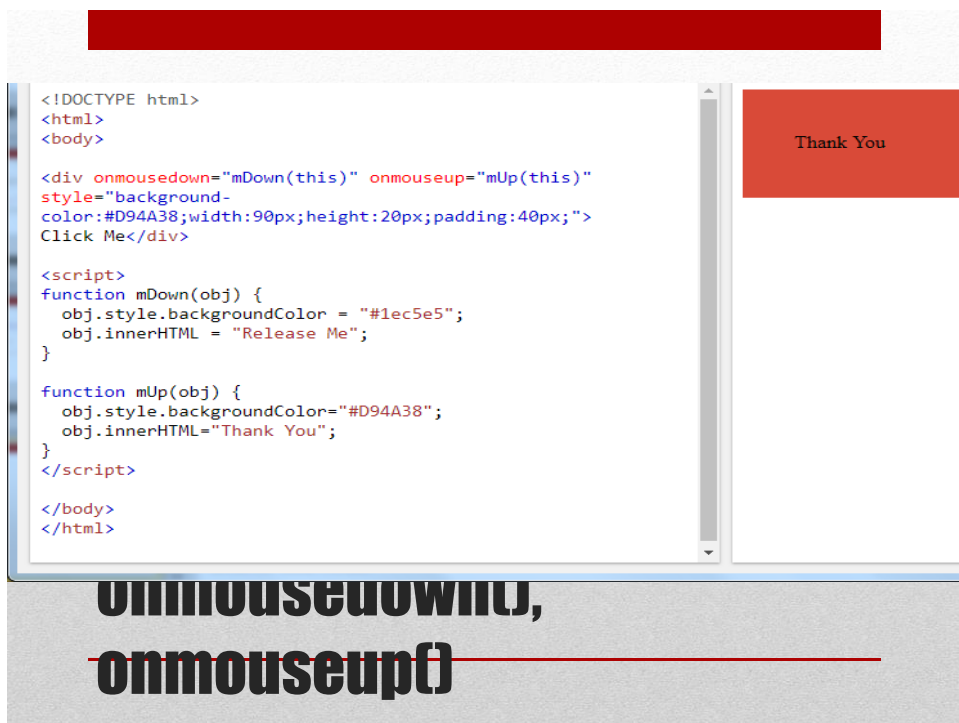 <!DOCTYPE html>
<html>
<body>
<div onmousedown="mDown(this)" onmouseup="mUp(this)"
style="background-
color:#D94A38;width:90px;height:20px;padding:40px;">
Click Me</div>
<script>
function mDown(obj) {
obj.style.backgroundColor = "#1ec5e5";
obj.innerHTML = "Release Me";
}
function mUp(obj) {
obj.style.backgroundColor="#D94A38";
obj.innerHTML="Thank You";
}
</script>
</body>
</html>
Thank You
onmousedown(),
onmouseup()